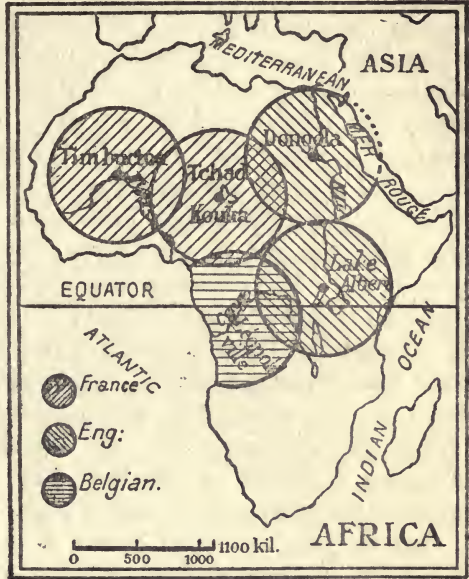 MEDITERRANEAN
ASIA
Dongola
MER
ROUGE
Timbuctoo
Tchad
Kouka
Nil
Lake
Albert
EQUATOR
ATLANTIC
OCEAN
INDIAN
France
Eng:
Belgian.
1100 kil.
0 500 1000
AFRICA